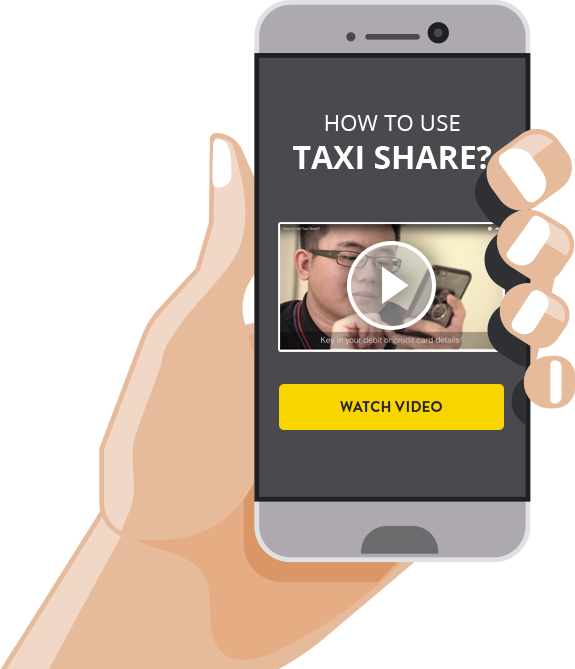 HOW TO USE
TAXI SHARE?
How to Use Taxi Share?
Key in your debit or credit card details
WATCH VIDEO